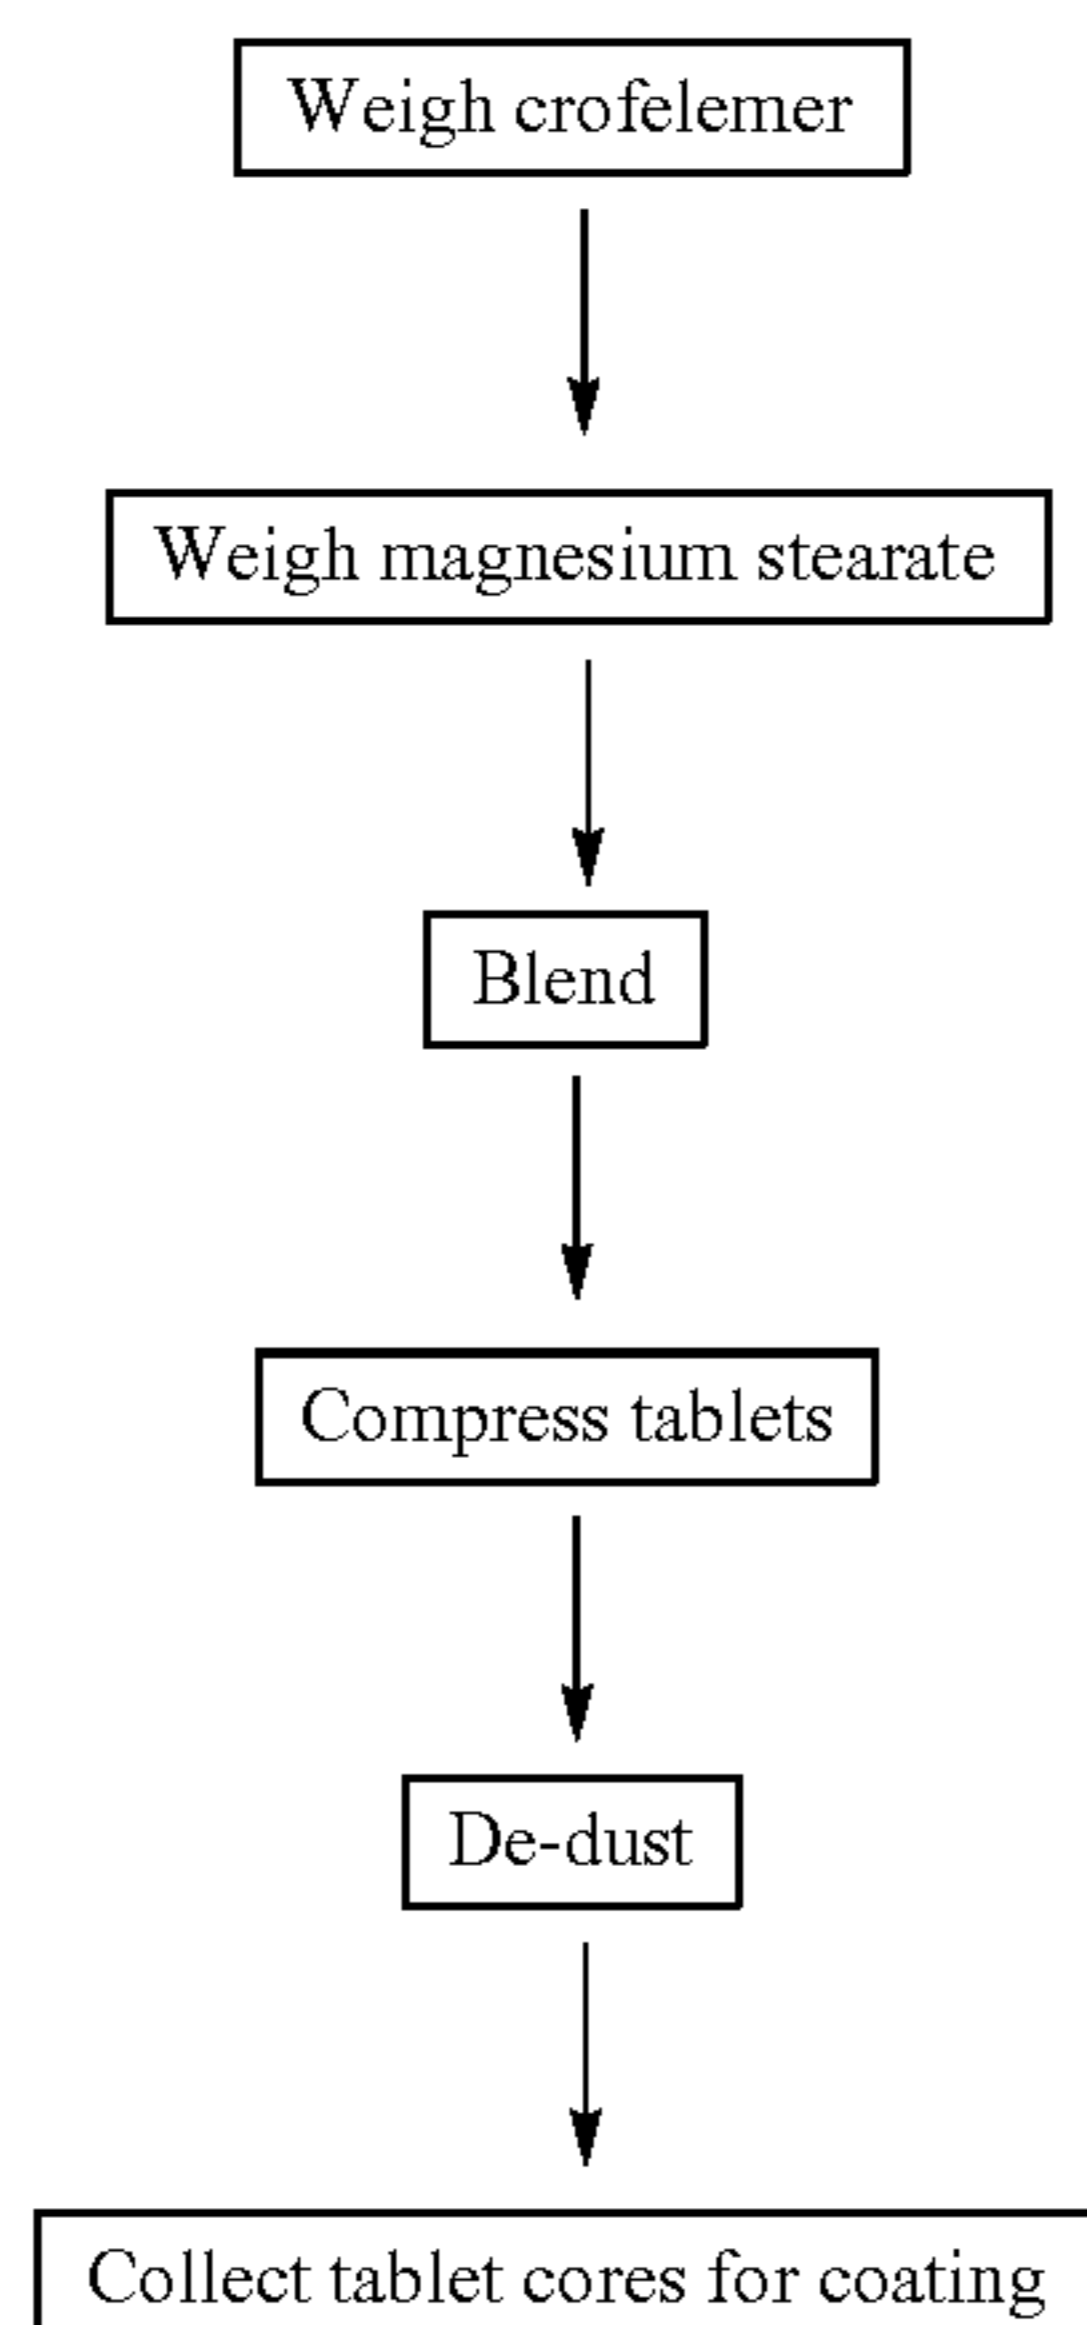 Weigh crofelemer
Weigh magnesium stearate
Blend
Compress tablets
De-dust
Collect tablet cores for coating